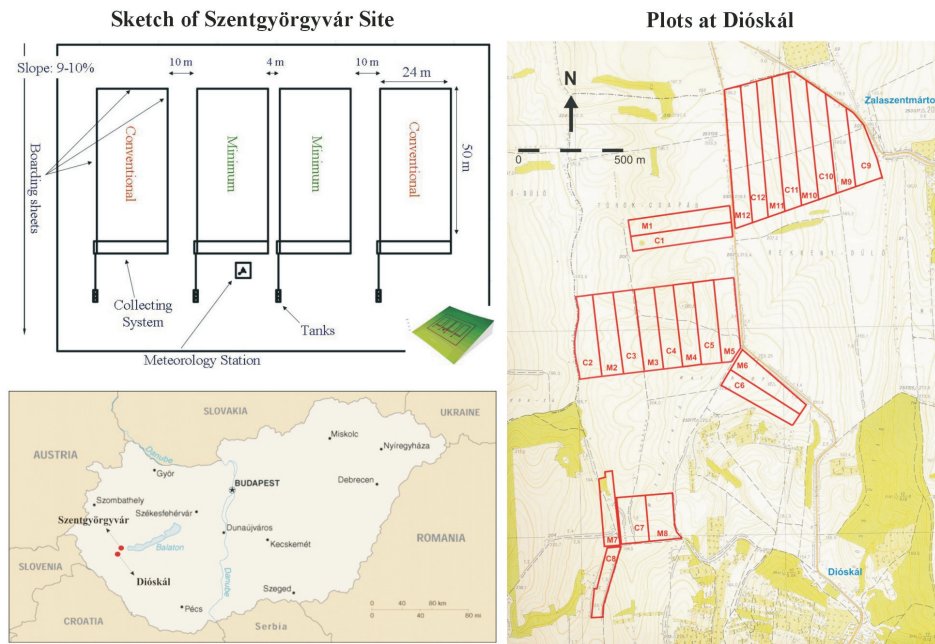 Sketch of Szentgyörgyvár Site
Slope: 9-10%
10 m
4 m
10 m
24 m
Boarding sheets
Conventional
Minimum
Minimum
Conventional
50 m
Collecting
System
Tanks
Meteorology Station
SLOVAKIA
UKRAINE
AUSTRIA
Danube
Miskolc
Nyíregyháza
Győr
BUDAPEST
Debrecen
Szombathely
Székesfehérvár
Szentgyörgyvár
Dunaújváros
Balaton
Kecskemét
ROMANIA
SLOVENIA
Dióskál
Danube
Szeged
Pécs
CROATIA
Serbia
0 40 80 km
0 40 80 mi
Plots at Dióskál
N
0 500 m
Zalaszentmárto
C12
C11
C10
C9
M12
M11
M10
M9
M1
C1
C2
M2
C3
M3
C4
M4
C5
M5
M6
C6
M7
C7
M8
C8
Dióskál